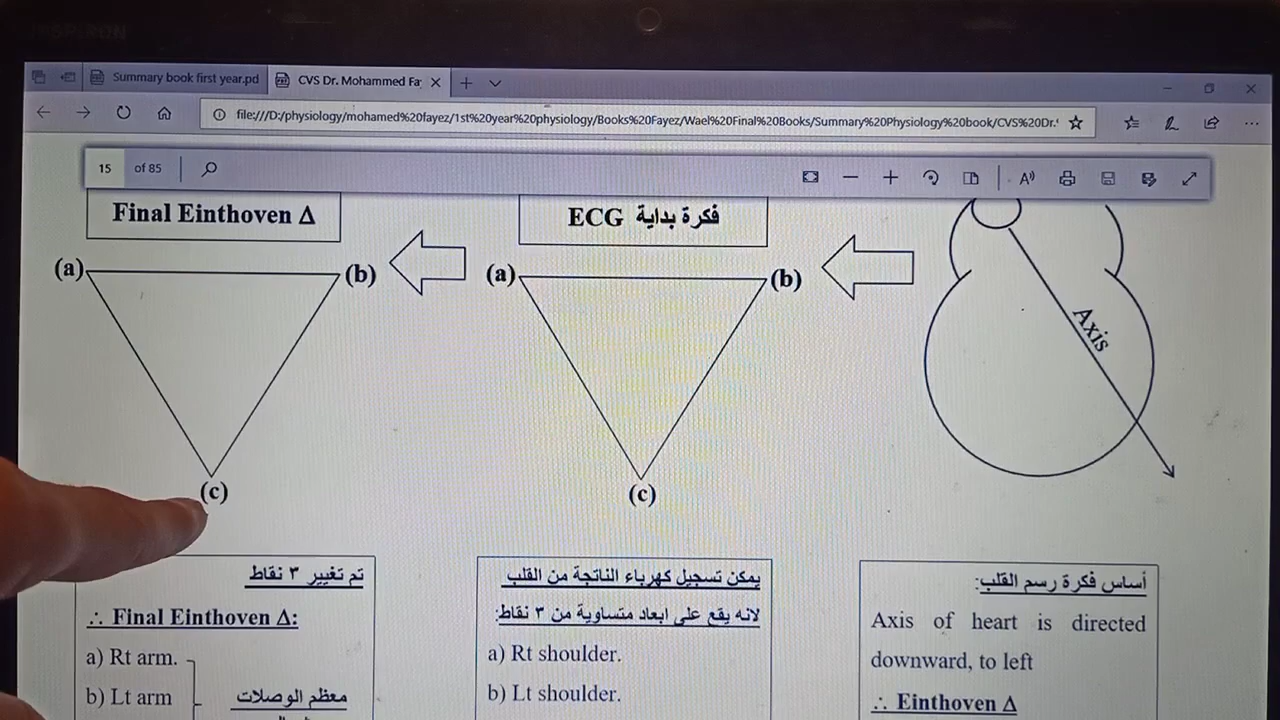 INSPIRON
Summary book first year.pd
CVS Dr. Mohammed Fa
file:///D:/physiology/mohamed%20fayez/1st%20year%20physiology/Books%20Fayez/Wael%20Final%20Books/Summary%20Physiology%20book/CVS%20Dr.
15 of 85
Final Einthoven Δ
فكرة بداية ECG
(a)
(b)
(a)
(b)
Axis
(c)
(c)
تم تغيير ٣ نقاط
∴ Final Einthoven Δ:
a) Rt arm.
b) Lt arm
معظم الوصلات
يمكن تسجيل كهرباء الناتجة من القلب
لانه يقع على ابعاد متساوية من ٣ نقاط:
a) Rt shoulder.
b) Lt shoulder.
أساس فكرة رسم القلب:
Axis of heart is directed
downward, to left
∴ Einthoven Δ